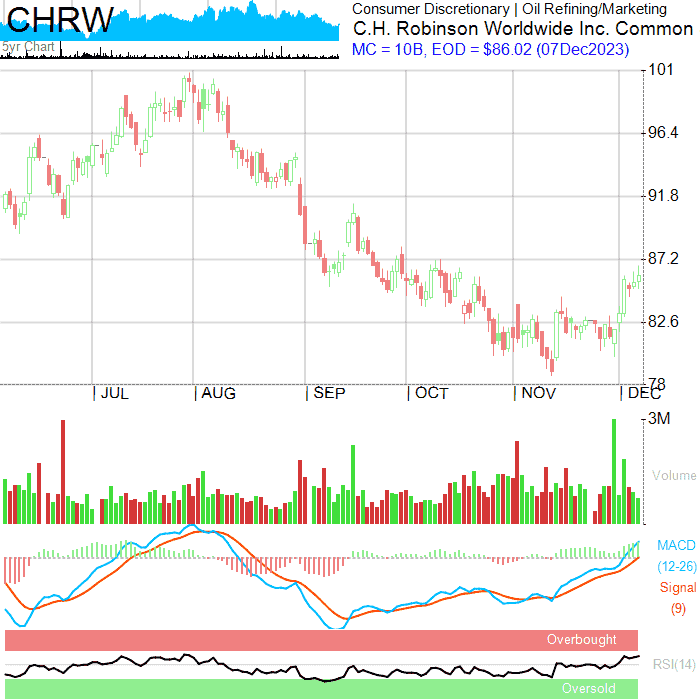 CHRW
5yr Chart
Consumer Discretionary | Oil Refining/Marketing
C.H. Robinson Worldwide Inc. Common
MC = 10B, EOD = $86.02 (07Dec2023)
101
96.4
91.8
87.2
82.6
78
| JUL | AUG | SEP | OCT | NOV | DEC
3M
Volume
MACD
(12-26)
Signal
(9)
Overbought
RSI(14)
Oversold